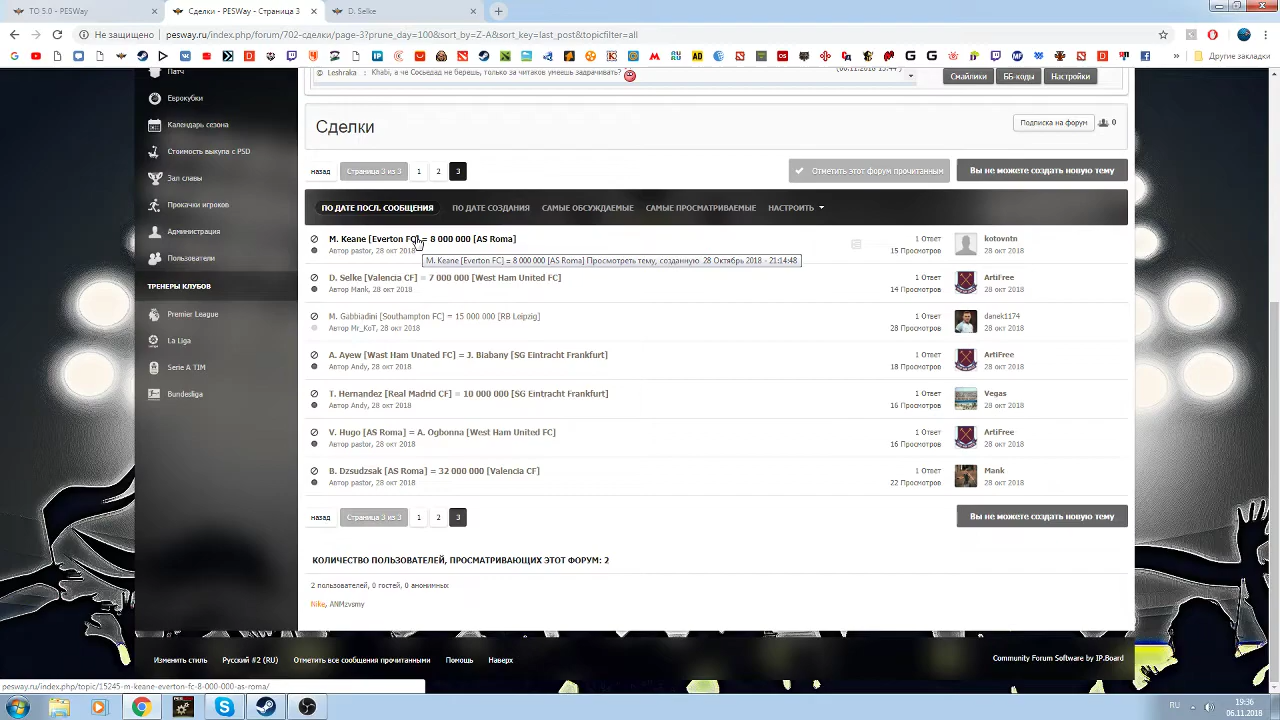 TO 5.0 - PESWay
Сделки - PESWay - Страница 3
D. Selke
Не защищено
pesway.ru/index.php/forum/702-сделки/page-3?prune_day=100&sort_by=Z-A&sort_key=last_post&topicfilter=all
Другие закладки
Патч
Еврокубки
Календарь сезона
Стоимость выкупа с PSD
Зал славы
Прокачки игроков
Администрация
Пользователи
ТРЕНЕРЫ КЛУБОВ
Premier League
La Liga
Serie A TIM
Bundesliga
Leshraka : Khabi, а че Сосьедад не берешь, только за читаков умеешь задрачивать?
Смайлики
ББ-коды
Настройки
Сделки
Подписка на форум
0
назад
Страница 3 из 3
1
2
3
Отметить этот форум прочитанным
Вы не можете создать новую тему
ПО ДАТЕ ПОСЛ. СООБЩЕНИЯ
ПО ДАТЕ СОЗДАНИЯ
САМЫЕ ОБСУЖДАЕМЫЕ
САМЫЕ ПРОСМАТРИВАЕМЫЕ
НАСТРОИТЬ
M. Keane [Everton FC] = 8 000 000 [AS Roma]
Автор pastor, 28 окт 2018
1 Ответ
15 Просмотров
kotovntn
28 окт 2018
M. Keane [Everton FC] = 8 000 000 [AS Roma] Просмотреть тему, созданную 28 Октябрь 2018 - 21:14:48
D. Selke [Valencia CF] = 7 000 000 [West Ham United FC]
Автор Mank, 28 окт 2018
1 Ответ
14 Просмотров
ArtiFree
28 окт 2018
M. Gabbiadini [Southampton FC] = 15 000 000 [RB Leipzig]
Автор Mr_KoT, 28 окт 2018
1 Ответ
28 Просмотров
danek1174
28 окт 2018
A. Ayew [Wast Ham Unated FC] = J. Biabany [SG Eintracht Frankfurt]
Автор Andy, 28 окт 2018
1 Ответ
18 Просмотров
ArtiFree
28 окт 2018
T. Hernandez [Real Madrid CF] = 10 000 000 [SG Eintracht Frankfurt]
Автор Andy, 28 окт 2018
1 Ответ
16 Просмотров
Vegas
28 окт 2018
V. Hugo [AS Roma] = A. Ogbonna [West Ham United FC]
Автор pastor, 28 окт 2018
1 Ответ
16 Просмотров
ArtiFree
28 окт 2018
B. Dzsudzsak [AS Roma] = 32 000 000 [Valencia CF]
Автор pastor, 28 окт 2018
1 Ответ
22 Просмотров
Mank
28 окт 2018
назад
Страница 3 из 3
1
2
3
Вы не можете создать новую тему
КОЛИЧЕСТВО ПОЛЬЗОВАТЕЛЕЙ, ПРОСМАТРИВАЮЩИХ ЭТОТ ФОРУМ: 2
2 пользователей, 0 гостей, 0 анонимных
Nike, ANMzvsmy
Изменить стиль
Русский #2 (RU)
Отметить все сообщения прочитанными
Помощь
Наверх
Community Forum Software by IP.Board
pesway.ru/index.php/topic/15245-m-keane-everton-fc-8-000-000-as-roma/
RU
19:36
06.11.2018